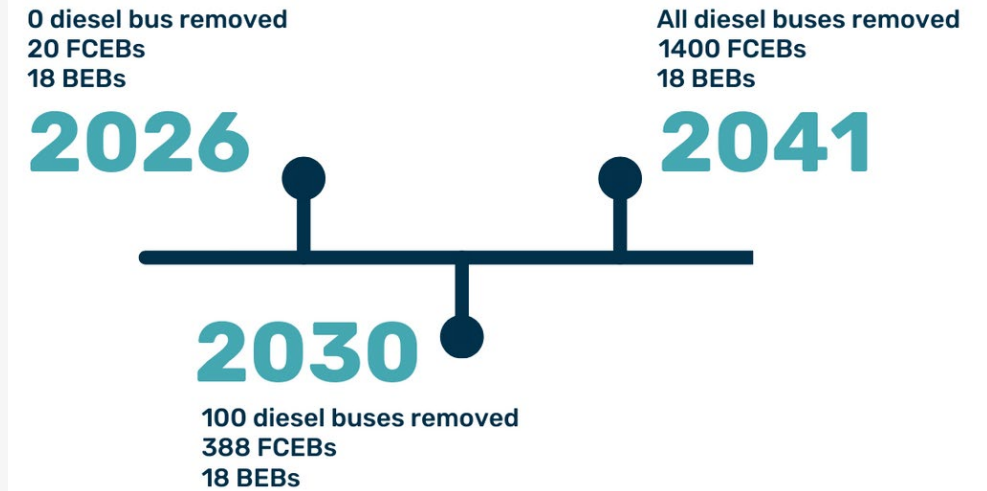 0 diesel bus removed
20 FCEBs
18 BEBs
2026
All diesel buses removed
1400 FCEBs
18 BEBs
2041
2030
100 diesel buses removed
388 FCEBs
18 BEBs